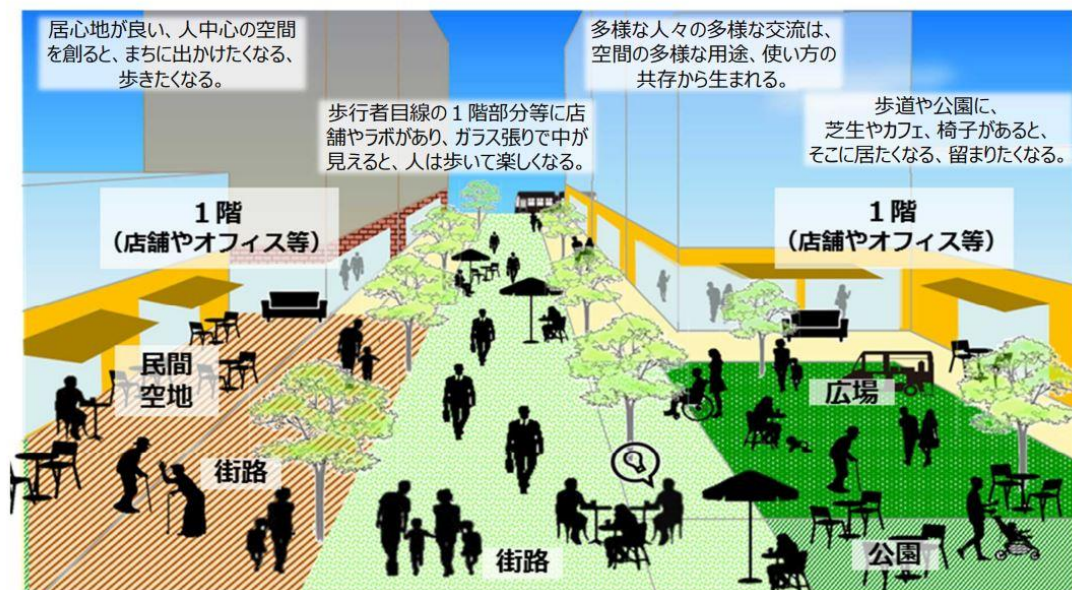 居心地が良い、人中心の空間
を創ると、まちに出かけたくなる、
歩きたくなる。
多様な人々の多様な交流は、
空間の多様な用途、使い方の
共存から生まれる。
歩行者目線の１階部分等に店
舗やラボがあり、ガラス張りで中が
見えると、人は歩いて楽しくなる。
歩道や公園に、
芝生やカフェ、椅子があると、
そこに居たくなる、留まりたくなる。
１階
（店舗やオフィス等）
１階
（店舗やオフィス等）
民間
空地
広場
街路
街路
公園